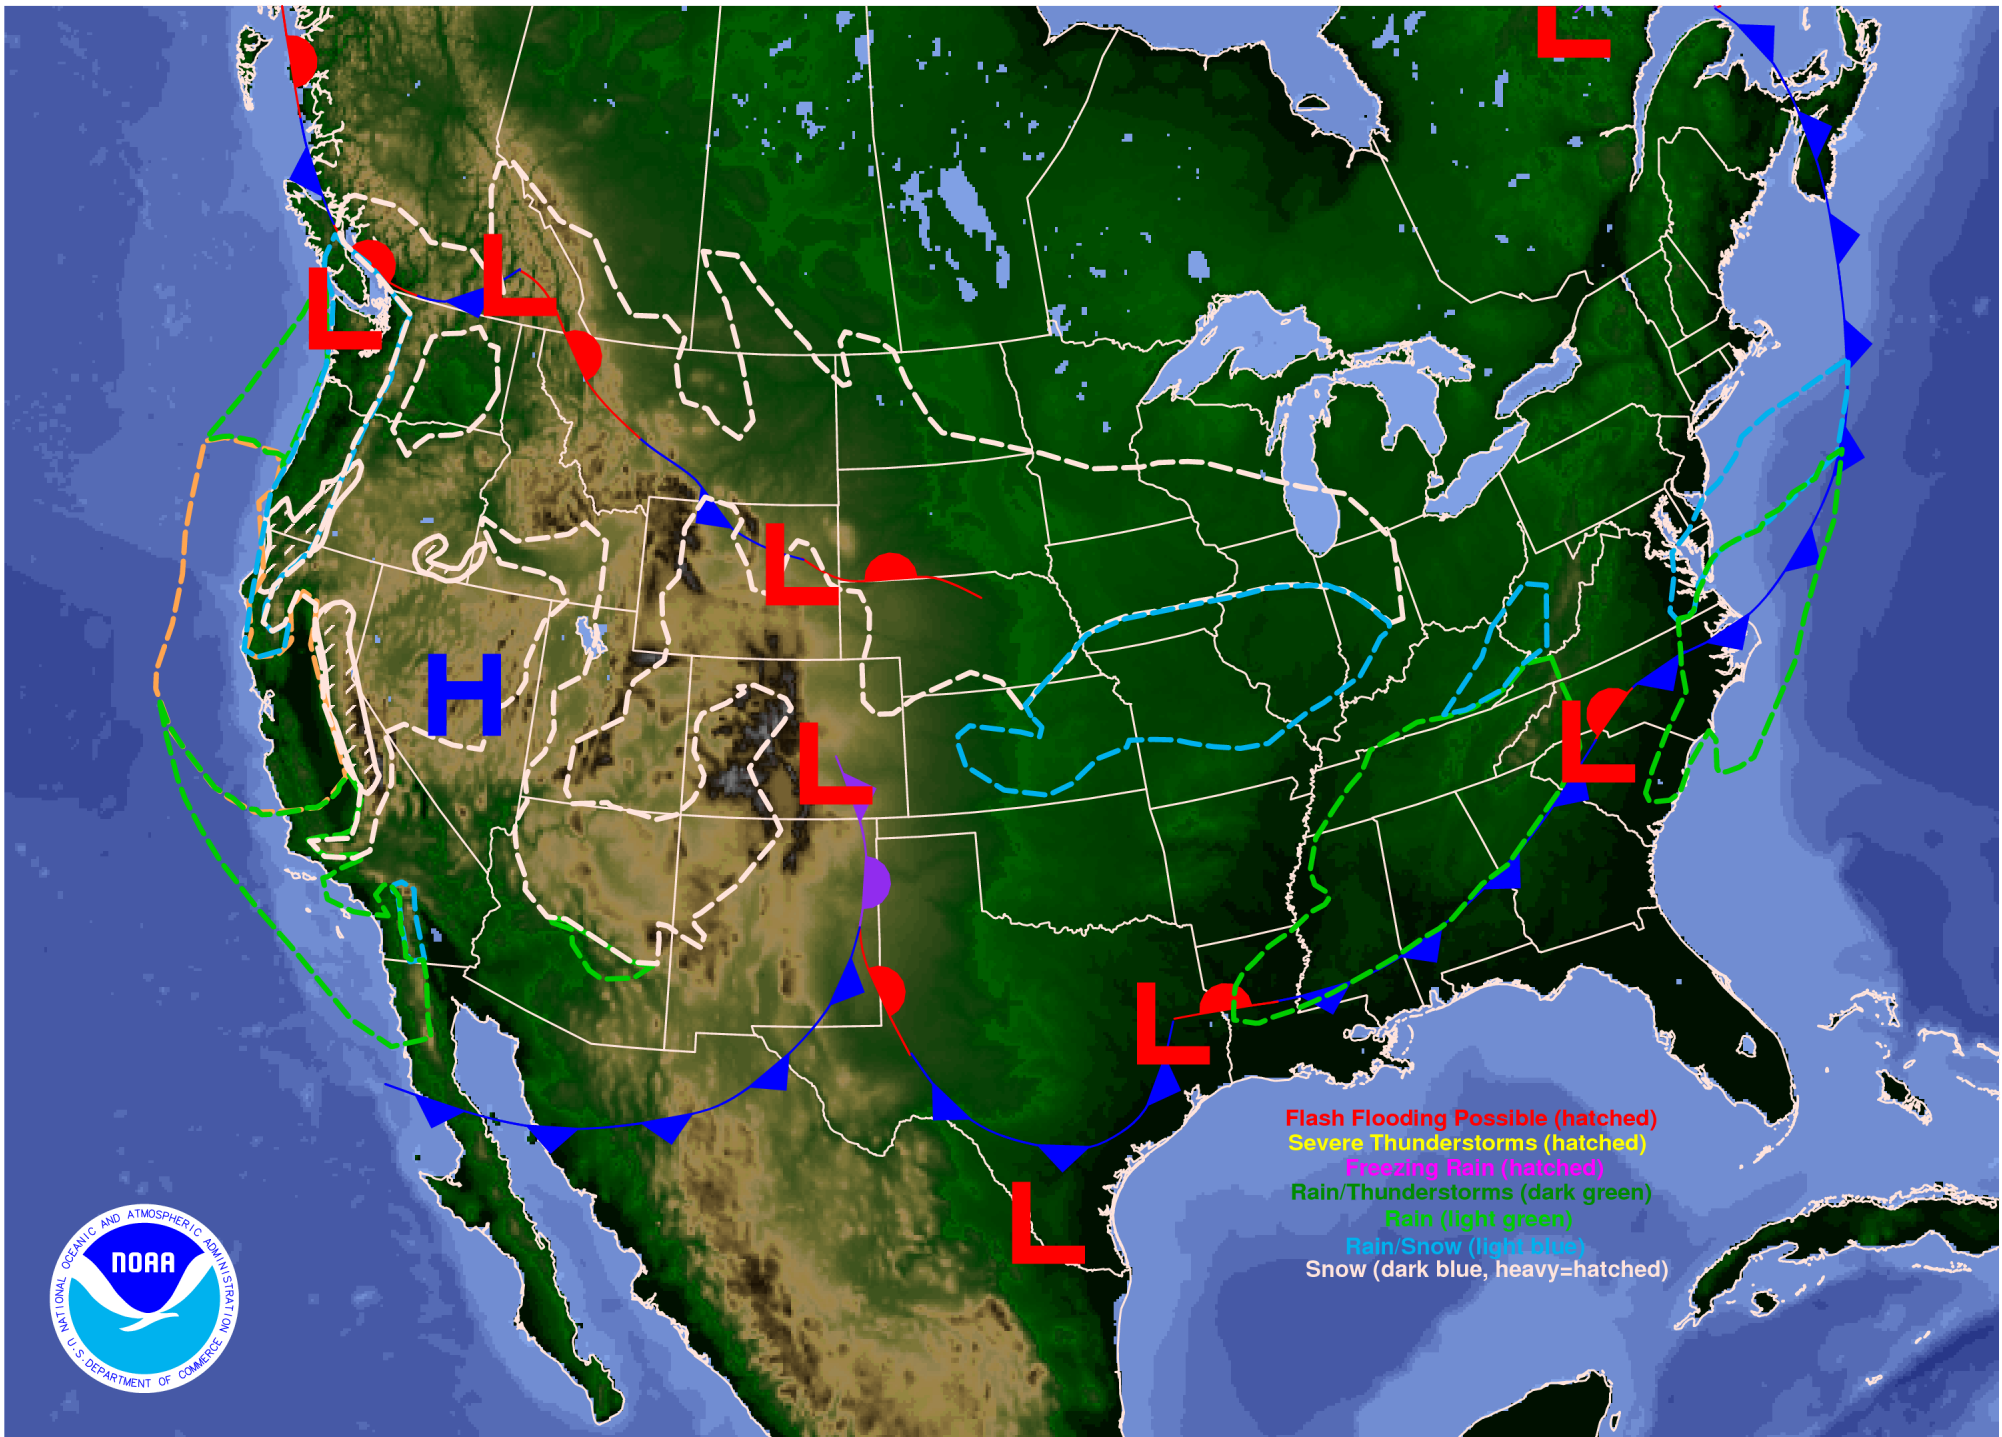 L
L
L
L
H
L
L
L
L
Flash Flooding Possible (hatched)
Severe Thunderstorms (hatched)
Freezing Rain (hatched)
Rain/Thunderstorms (dark green)
Rain (light green)
Rain/Snow (light blue)
Snow (dark blue, heavy=hatched)
NATIONAL OCEANIC AND ATMOSPHERIC ADMINISTRATION
NOAA
U.S. DEPARTMENT OF COMMERCE